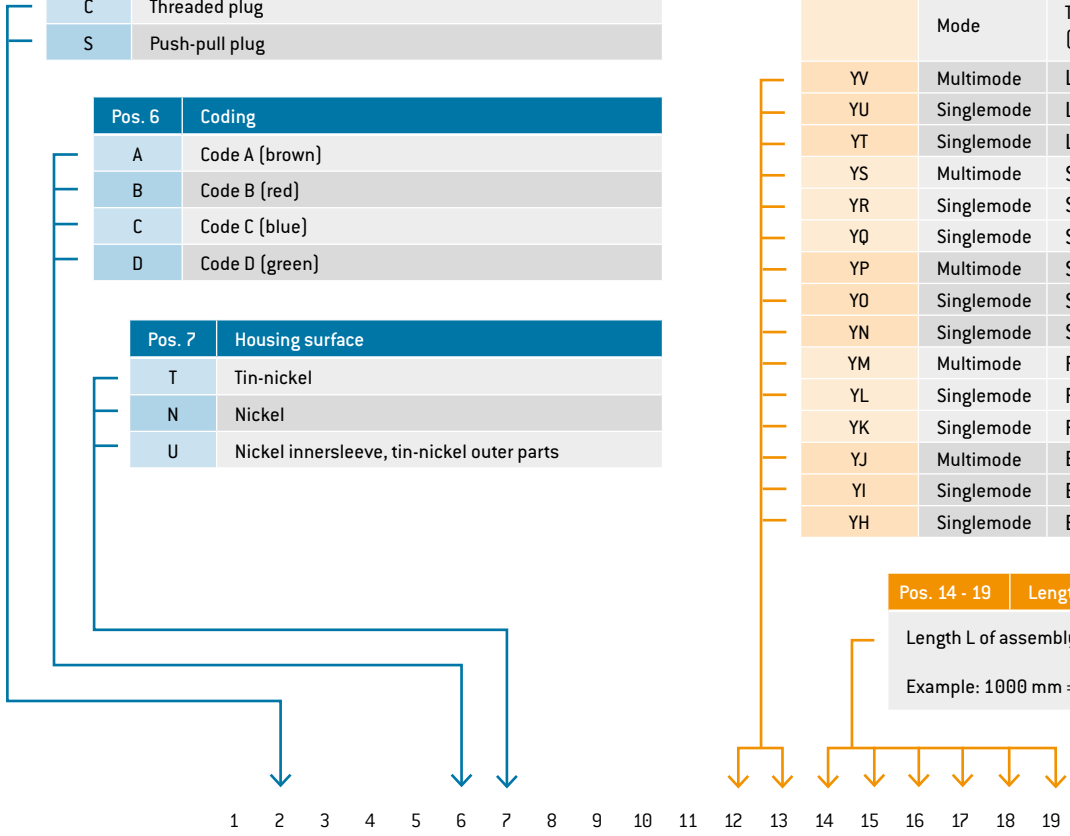 C Threaded plug
S Push-pull plug
Pos. 6 Coding
A Code A (brown)
B Code B (red)
C Code C (blue)
D Code D (green)
Pos. 7 Housing surface
T Tin-nickel
N Nickel
U Nickel innersleeve, tin-nickel outer parts
Mode
YV Multimode
YU Singlemode
YT Singlemode
YS Multimode
YR Singlemode
YQ Singlemode
YP Multimode
YO Singlemode
YN Singlemode
YM Multimode
YL Singlemode
YK Singlemode
YJ Multimode
YI Singlemode
YH Singlemode
Pos. 14 - 19
Length L of
Example: 1000 mm =
1 2 3 4 5 6 7 8 9 10 11 12 13 14 15 16 17 18 19